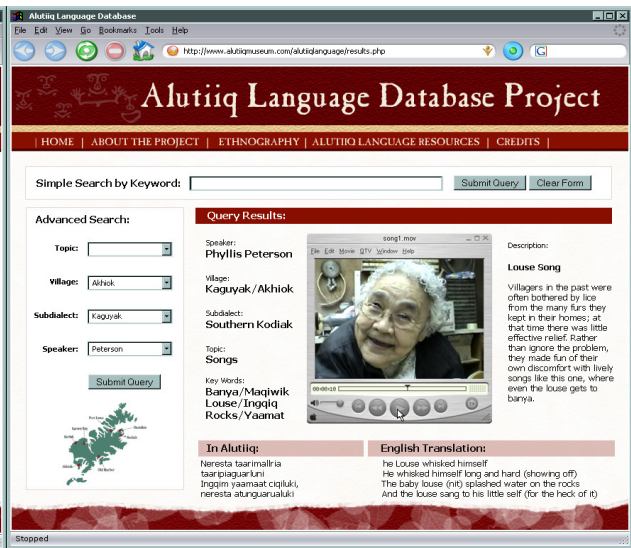 Alutiiq Language Database
File Edit View Go Bookmarks Tools Help
http://www.alutiiqmuseum.com/alutiiqlanguage/results.php
G
Alutiiq Language Database Project
| HOME | ABOUT THE PROJECT | ETHNOGRAPHY | ALUTIIQ LANGUAGE RESOURCES | CREDITS |
Simple Search by Keyword:
Submit Query
Clear Form
Advanced Search:
Topic:
Village:
Akhiok
Subdialect:
Kaguyak
Speaker:
Peterson
Submit Query
Query Results:
Speaker:
Phyllis Peterson
Village:
Kaguyak/Akhiok
Subdialect:
Southern Kodiak
Topic:
Songs
Key Words:
Banya/Maqiwik
Louse/Ingqiq
Rocks/Yaamat
song1.mov
File Edit Movie QTV Window Help
00:00:10
Description:
Louse Song
Villagers in the past were
often bothered by lice
from the many furs they
kept in their homes; at
that time there was little
effective relief. Rather
than ignore the problem,
they made fun of their
own discomfort with lively
songs like this one, where
even the louse gets to
banya.
In Alutiiq:
Neresta taarimallria
taaripiaguarluni
Ingqim yaamaat ciqiluki,
neresta atunguarualuki
English Translation:
he Louse whisked himself
He whisked himself long and hard (showing off)
The baby louse (nit) splashed water on the rocks
And the louse sang to his little self (for the heck of it)
Stopped